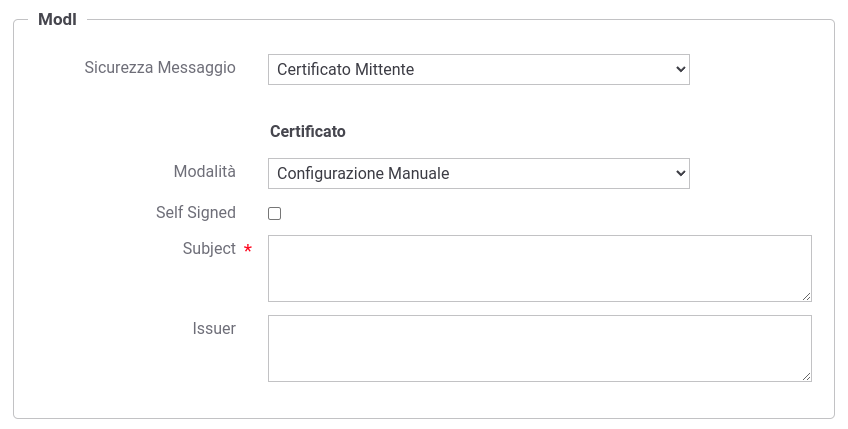 ModI
Sicurezza Messaggio
Certificato Mittente
Certificato
Modalità
Configurazione Manuale
Self Signed
Subject *
Issuer